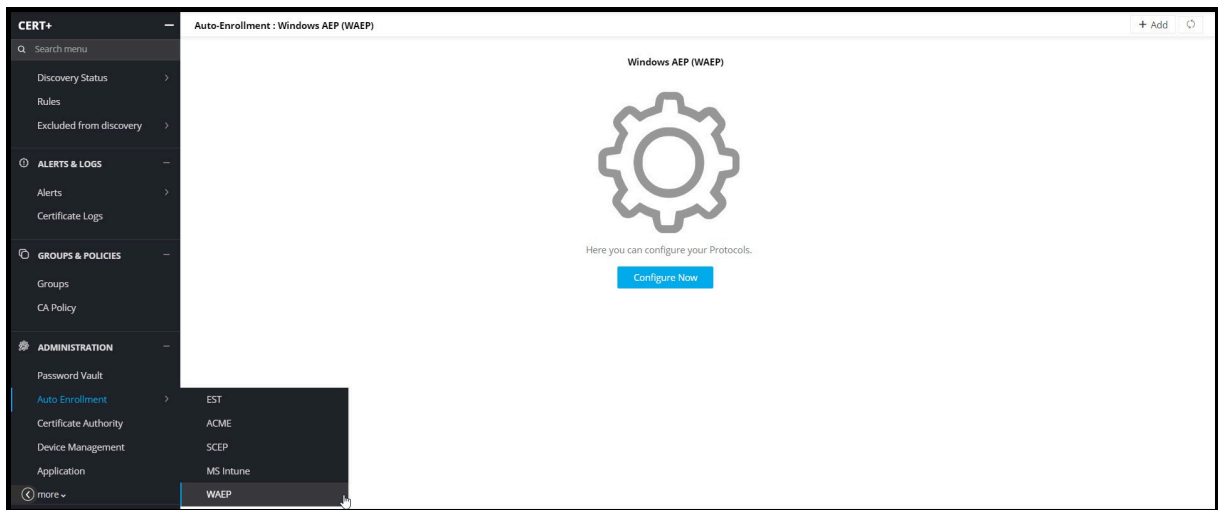 CERT+
Search menu
Discovery Status
Rules
Excluded from discovery
ALERTS & LOGS
Alerts
Certificate Logs
GROUPS & POLICIES
Groups
CA Policy
ADMINISTRATION
Password Vault
Auto Enrollment
Certificate Authority
Device Management
Application
more
EST
ACME
SCEP
MS Intune
WAEP
Auto-Enrollment : Windows AEP (WAEP)
+ Add
Windows AEP (WAEP)
Here you can configure your Protocols.
Configure Now